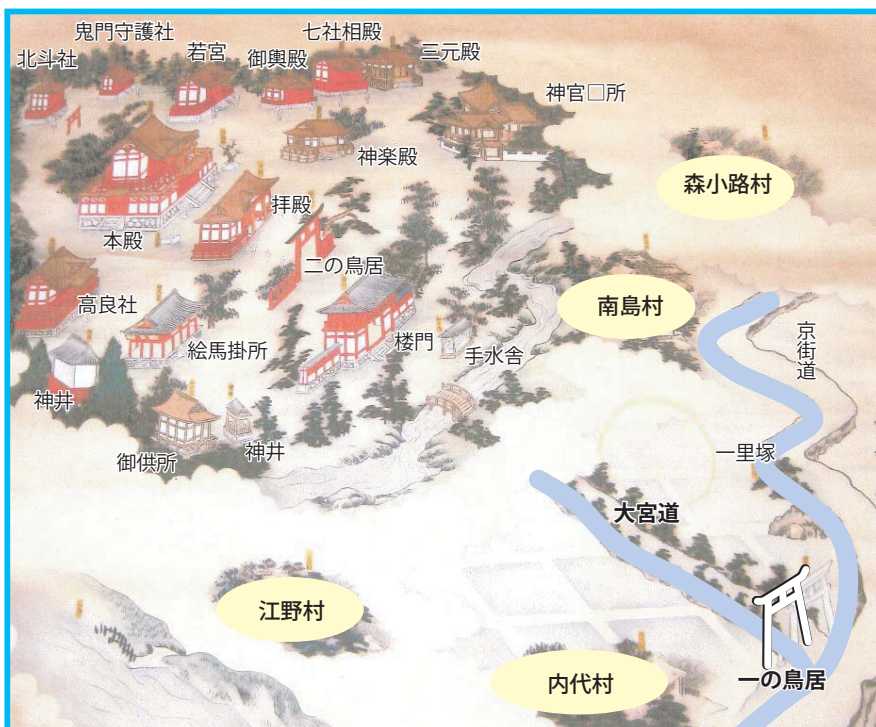 鬼門守護社
七社相殿
北斗社
若宮
御輿殿
三元殿
神官□所
神楽殿
森小路村
拝殿
本殿
二の鳥居
高良社
南島村
絵馬掛所
楼門
手水舎
京街道
神井
御供所
神井
一里塚
大宮道
江野村
内代村
一の鳥居